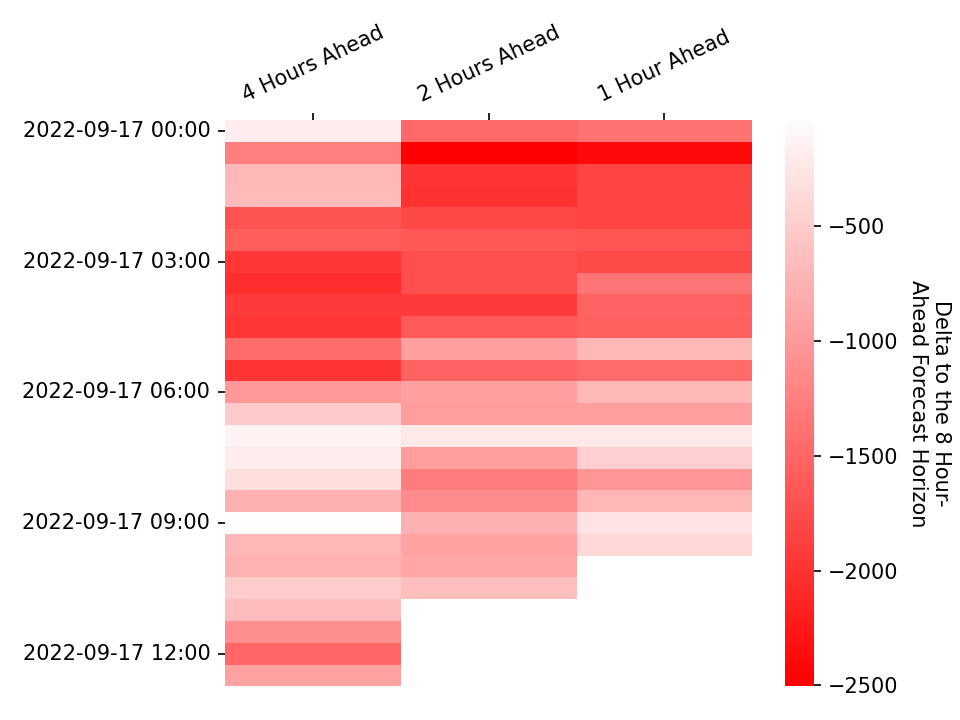 4 Hours Ahead
2 Hours Ahead
1 Hour Ahead
2022-09-17 00:00
2022-09-17 03:00
2022-09-17 06:00
2022-09-17 09:00
2022-09-17 12:00
−500
−1000
−1500
−2000
−2500
Delta to the 8 Hour-
Ahead Forecast Horizon